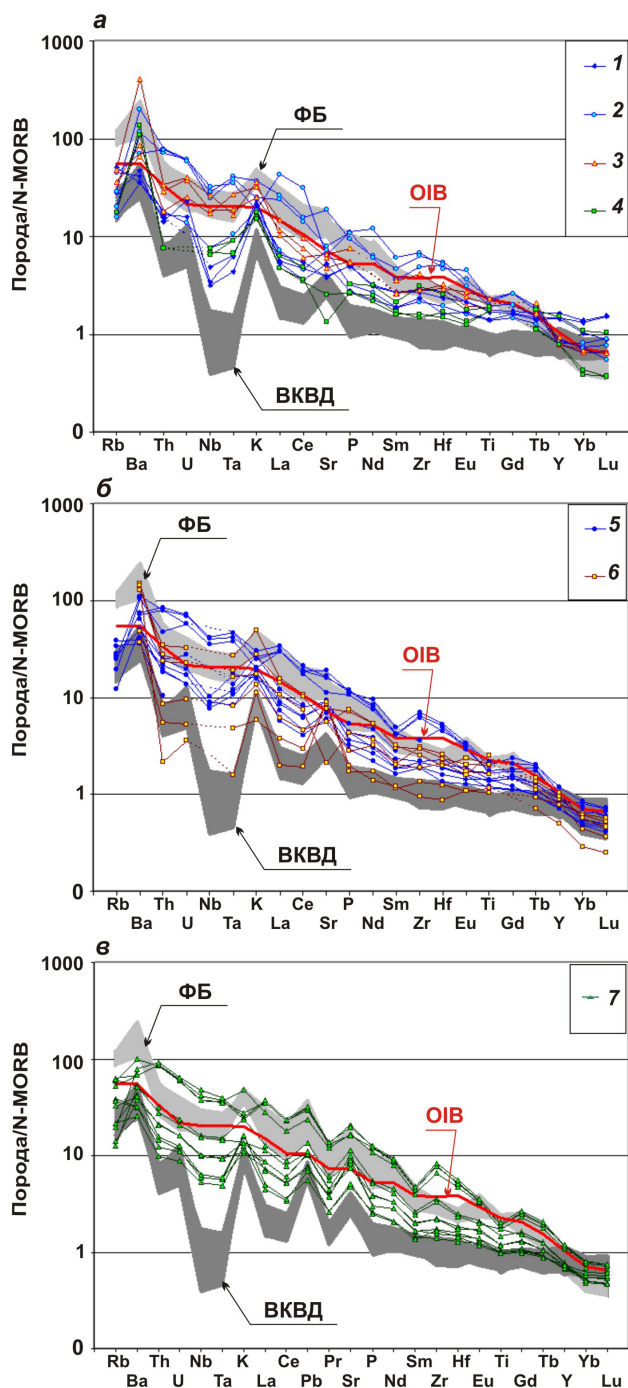 а
1000
100
10
1
0
Порода/N-MORB
ФБ
OIB
ВКВД
1
2
3
4
Rb Th Nb K Ce P Sm Hf Ti Tb Yb
Ba U Ta La Sr Nd Zr Eu Gd Y Lu
б
1000
100
10
1
0
Порода/N-MORB
ФБ
OIB
ВКВД
5
6
Rb Th Nb K Ce P Sm Hf Ti Tb Yb
Ba U Ta La Sr Nd Zr Eu Gd Y Lu
в
1000
100
10
1
0
Порода/N-MORB
ФБ
OIB
ВКВД
7
Rb Th Nb K Ce Pr P Sm Hf Ti Tb Yb
Ba U Ta La Pb Sr Nd Zr Eu Gd Y Lu